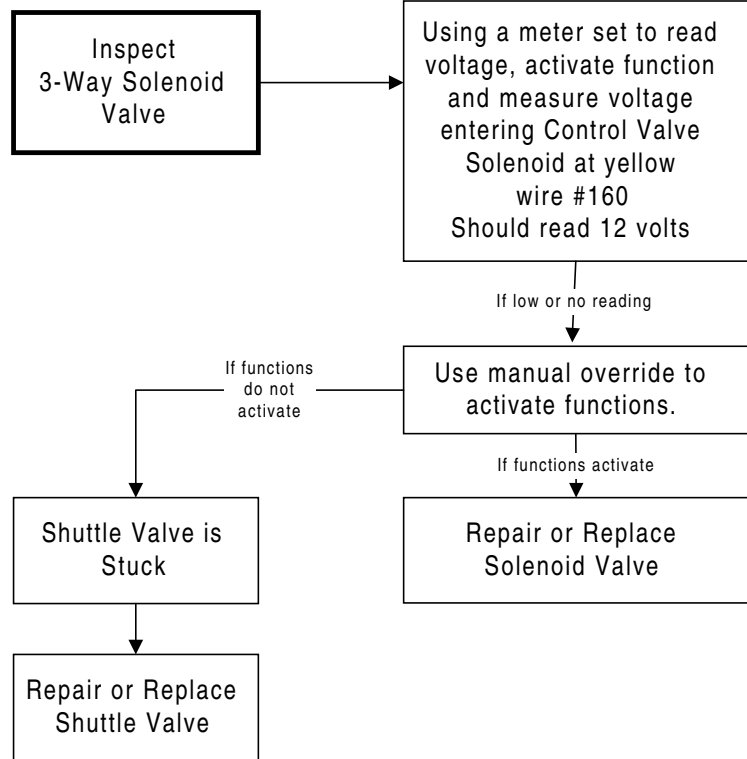 Inspect
3-Way Solenoid
Valve
Using a meter set to read
voltage, activate function
and measure voltage
entering Control Valve
Solenoid at yellow
wire #160
Should read 12 volts
If low or no reading
Use manual override to
activate functions.
If functions
do not
activate
If functions activate
Shuttle Valve is
Stuck
Repair or Replace
Solenoid Valve
Repair or Replace
Shuttle Valve